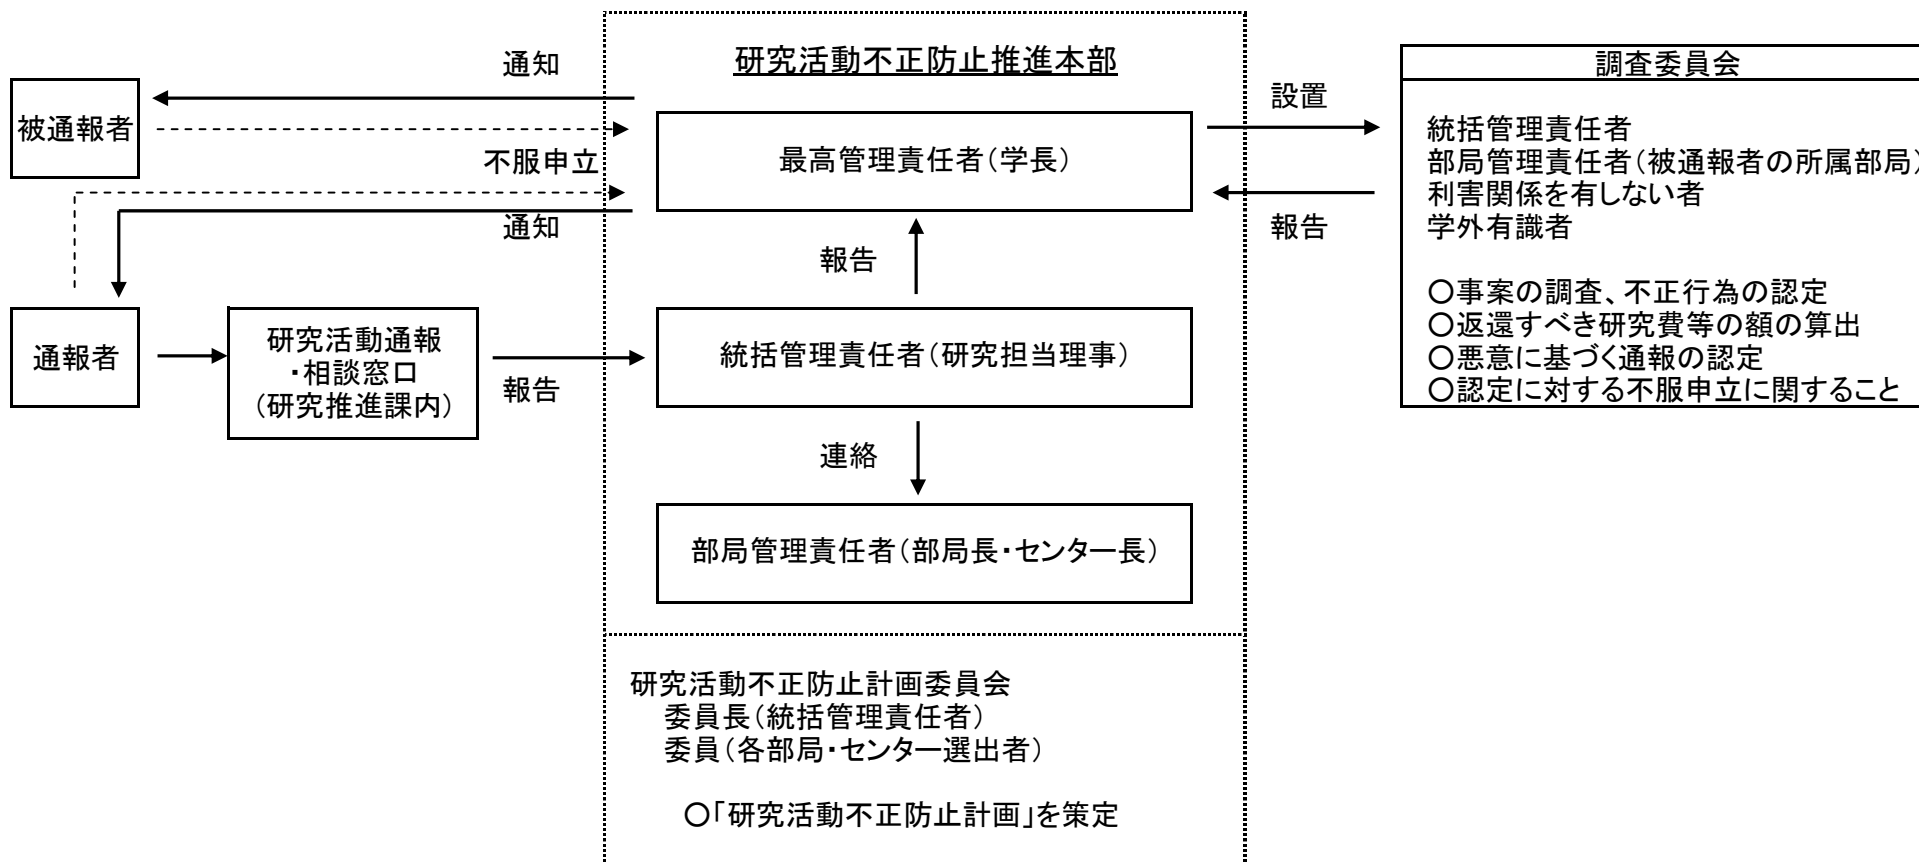 研究活動不正防止推進本部
通知
被通報者
不服申立
通知
通報者
研究活動通報
・相談窓口
（研究推進課内）
報告
最高管理責任者（学長）
報告
統括管理責任者（研究担当理事）
連絡
部局管理責任者（部局長・センター長）
研究活動不正防止計画委員会
委員長（統括管理責任者）
委員（各部局・センター選出者）
○「研究活動不正防止計画」を策定
設置
報告
調査委員会
統括管理責任者
部局管理責任者（被通報者の所属部局）
利害関係を有しない者
学外有識者
○事案の調査、不正行為の認定
○返還すべき研究費等の額の算出
○悪意に基づく通報の認定
○認定に対する不服申立に関すること